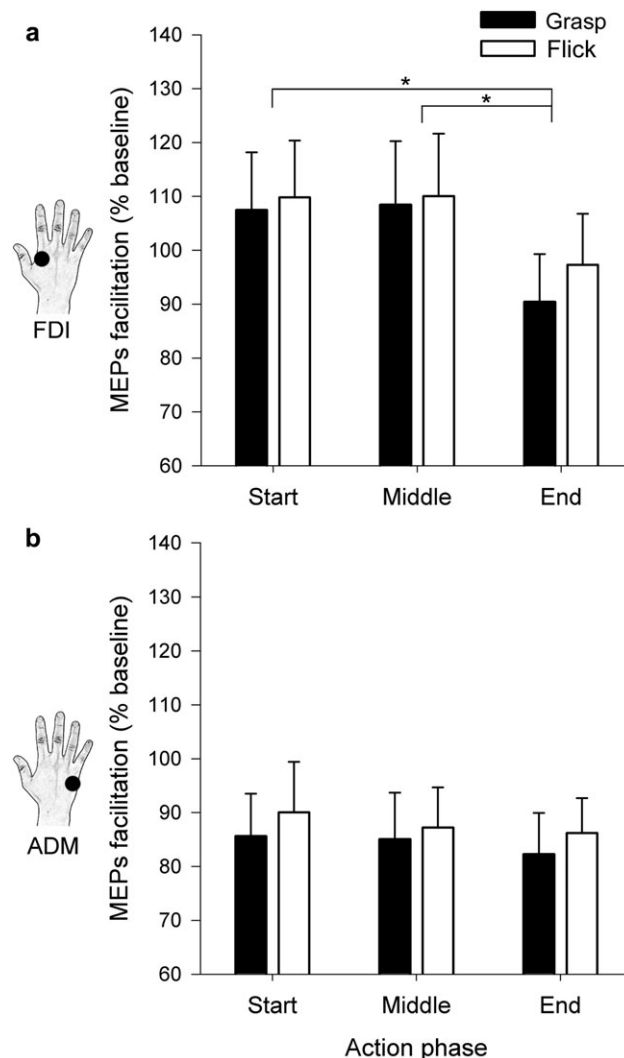 a
Grasp
Flick
MEPs facilitation (% baseline)
140
130
120
110
100
90
80
70
60
*
*
FDI
Start Middle End
b
MEPs facilitation (% baseline)
140
130
120
110
100
90
80
70
60
ADM
Start Middle End
Action phase